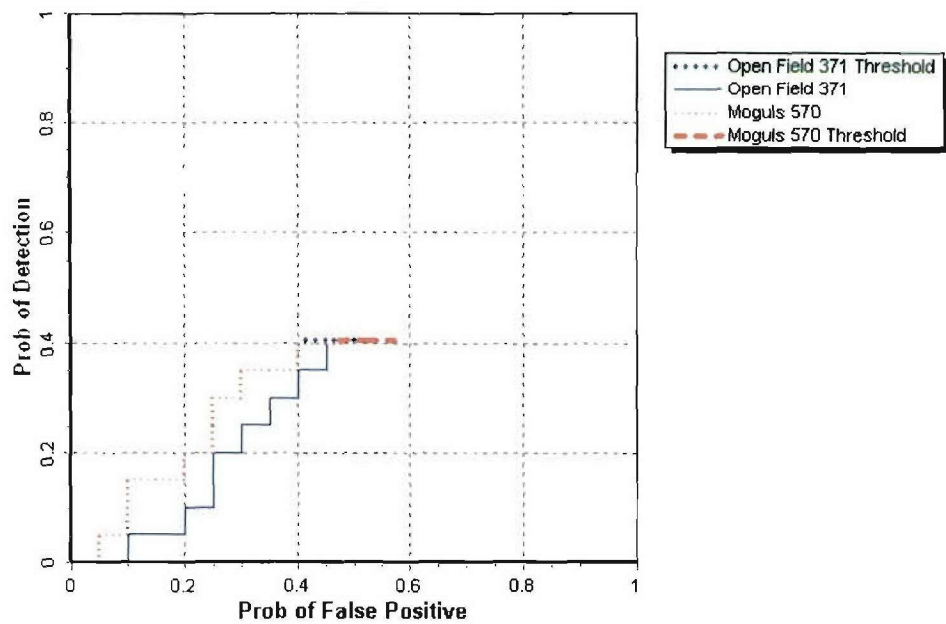 1
0.8
0.6
0.4
0.2
0
Prob of Detection
0
0.2
0.4
0.6
0.8
1
Prob of False Positive
Open Field 371 Threshold
Open Field 371
Moguls 570
Moguls 570 Threshold